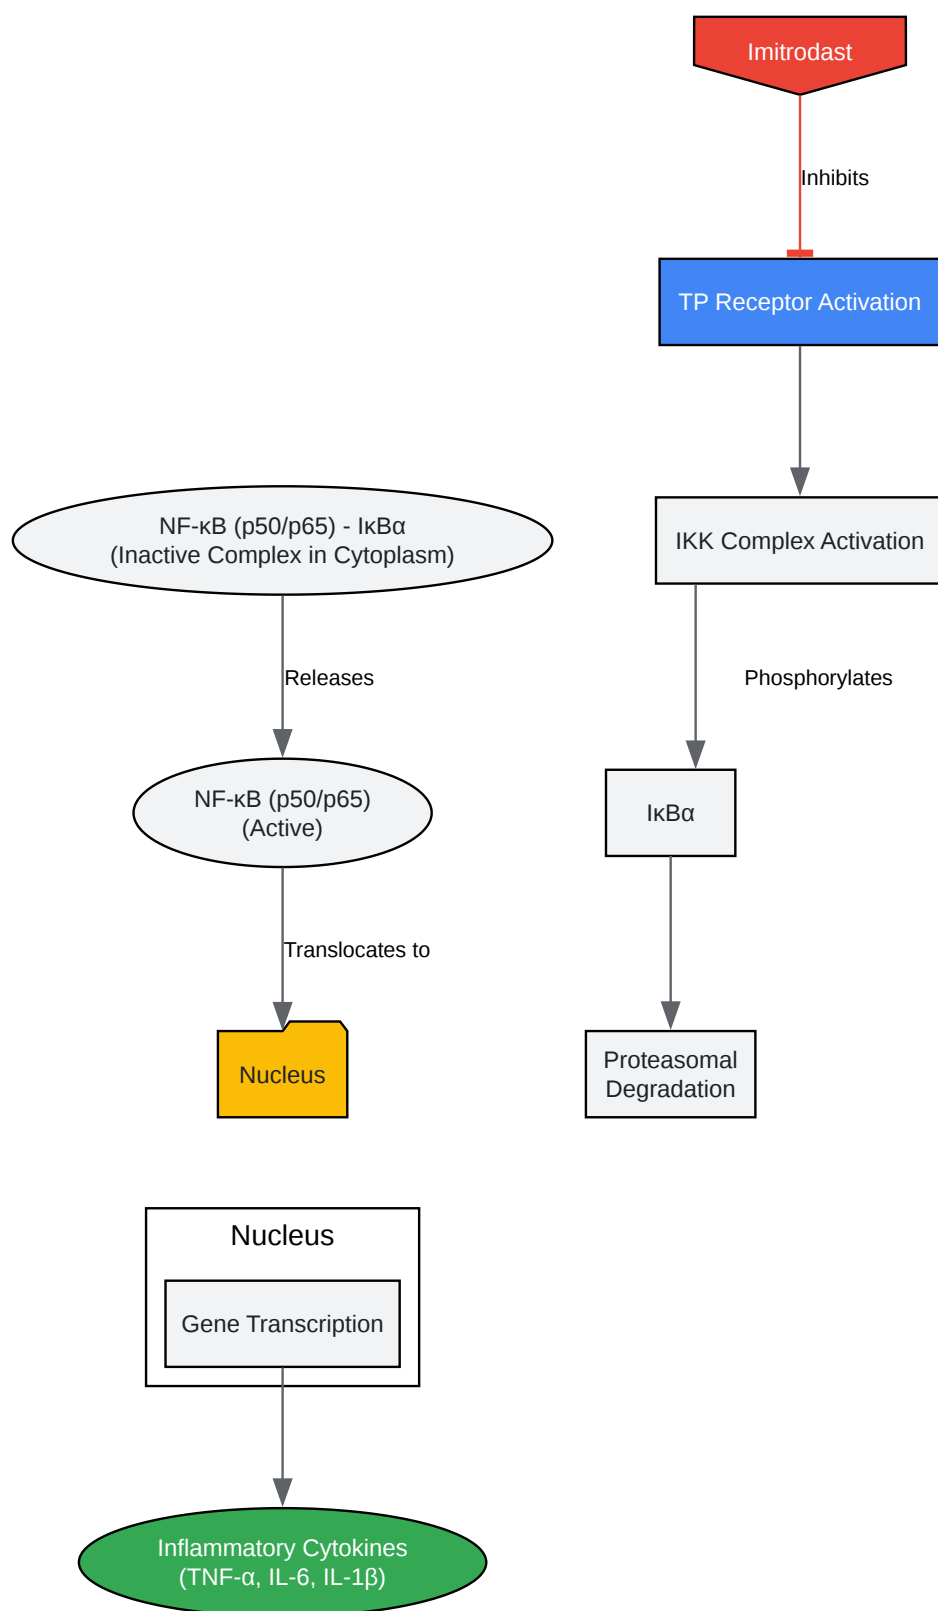 Imitrodast
Inhibits
TP Receptor Activation
NF-κB (p50/p65) - IκBα
(Inactive Complex in Cytoplasm)
IKK Complex Activation
Releases
Phosphorylates
NF-κB (p50/p65)
(Active)
IκBα
Translocates to
Nucleus
Proteasomal
Degradation
Nucleus
Gene Transcription
Inflammatory Cytokines
(TNF-α, IL-6, IL-1β)